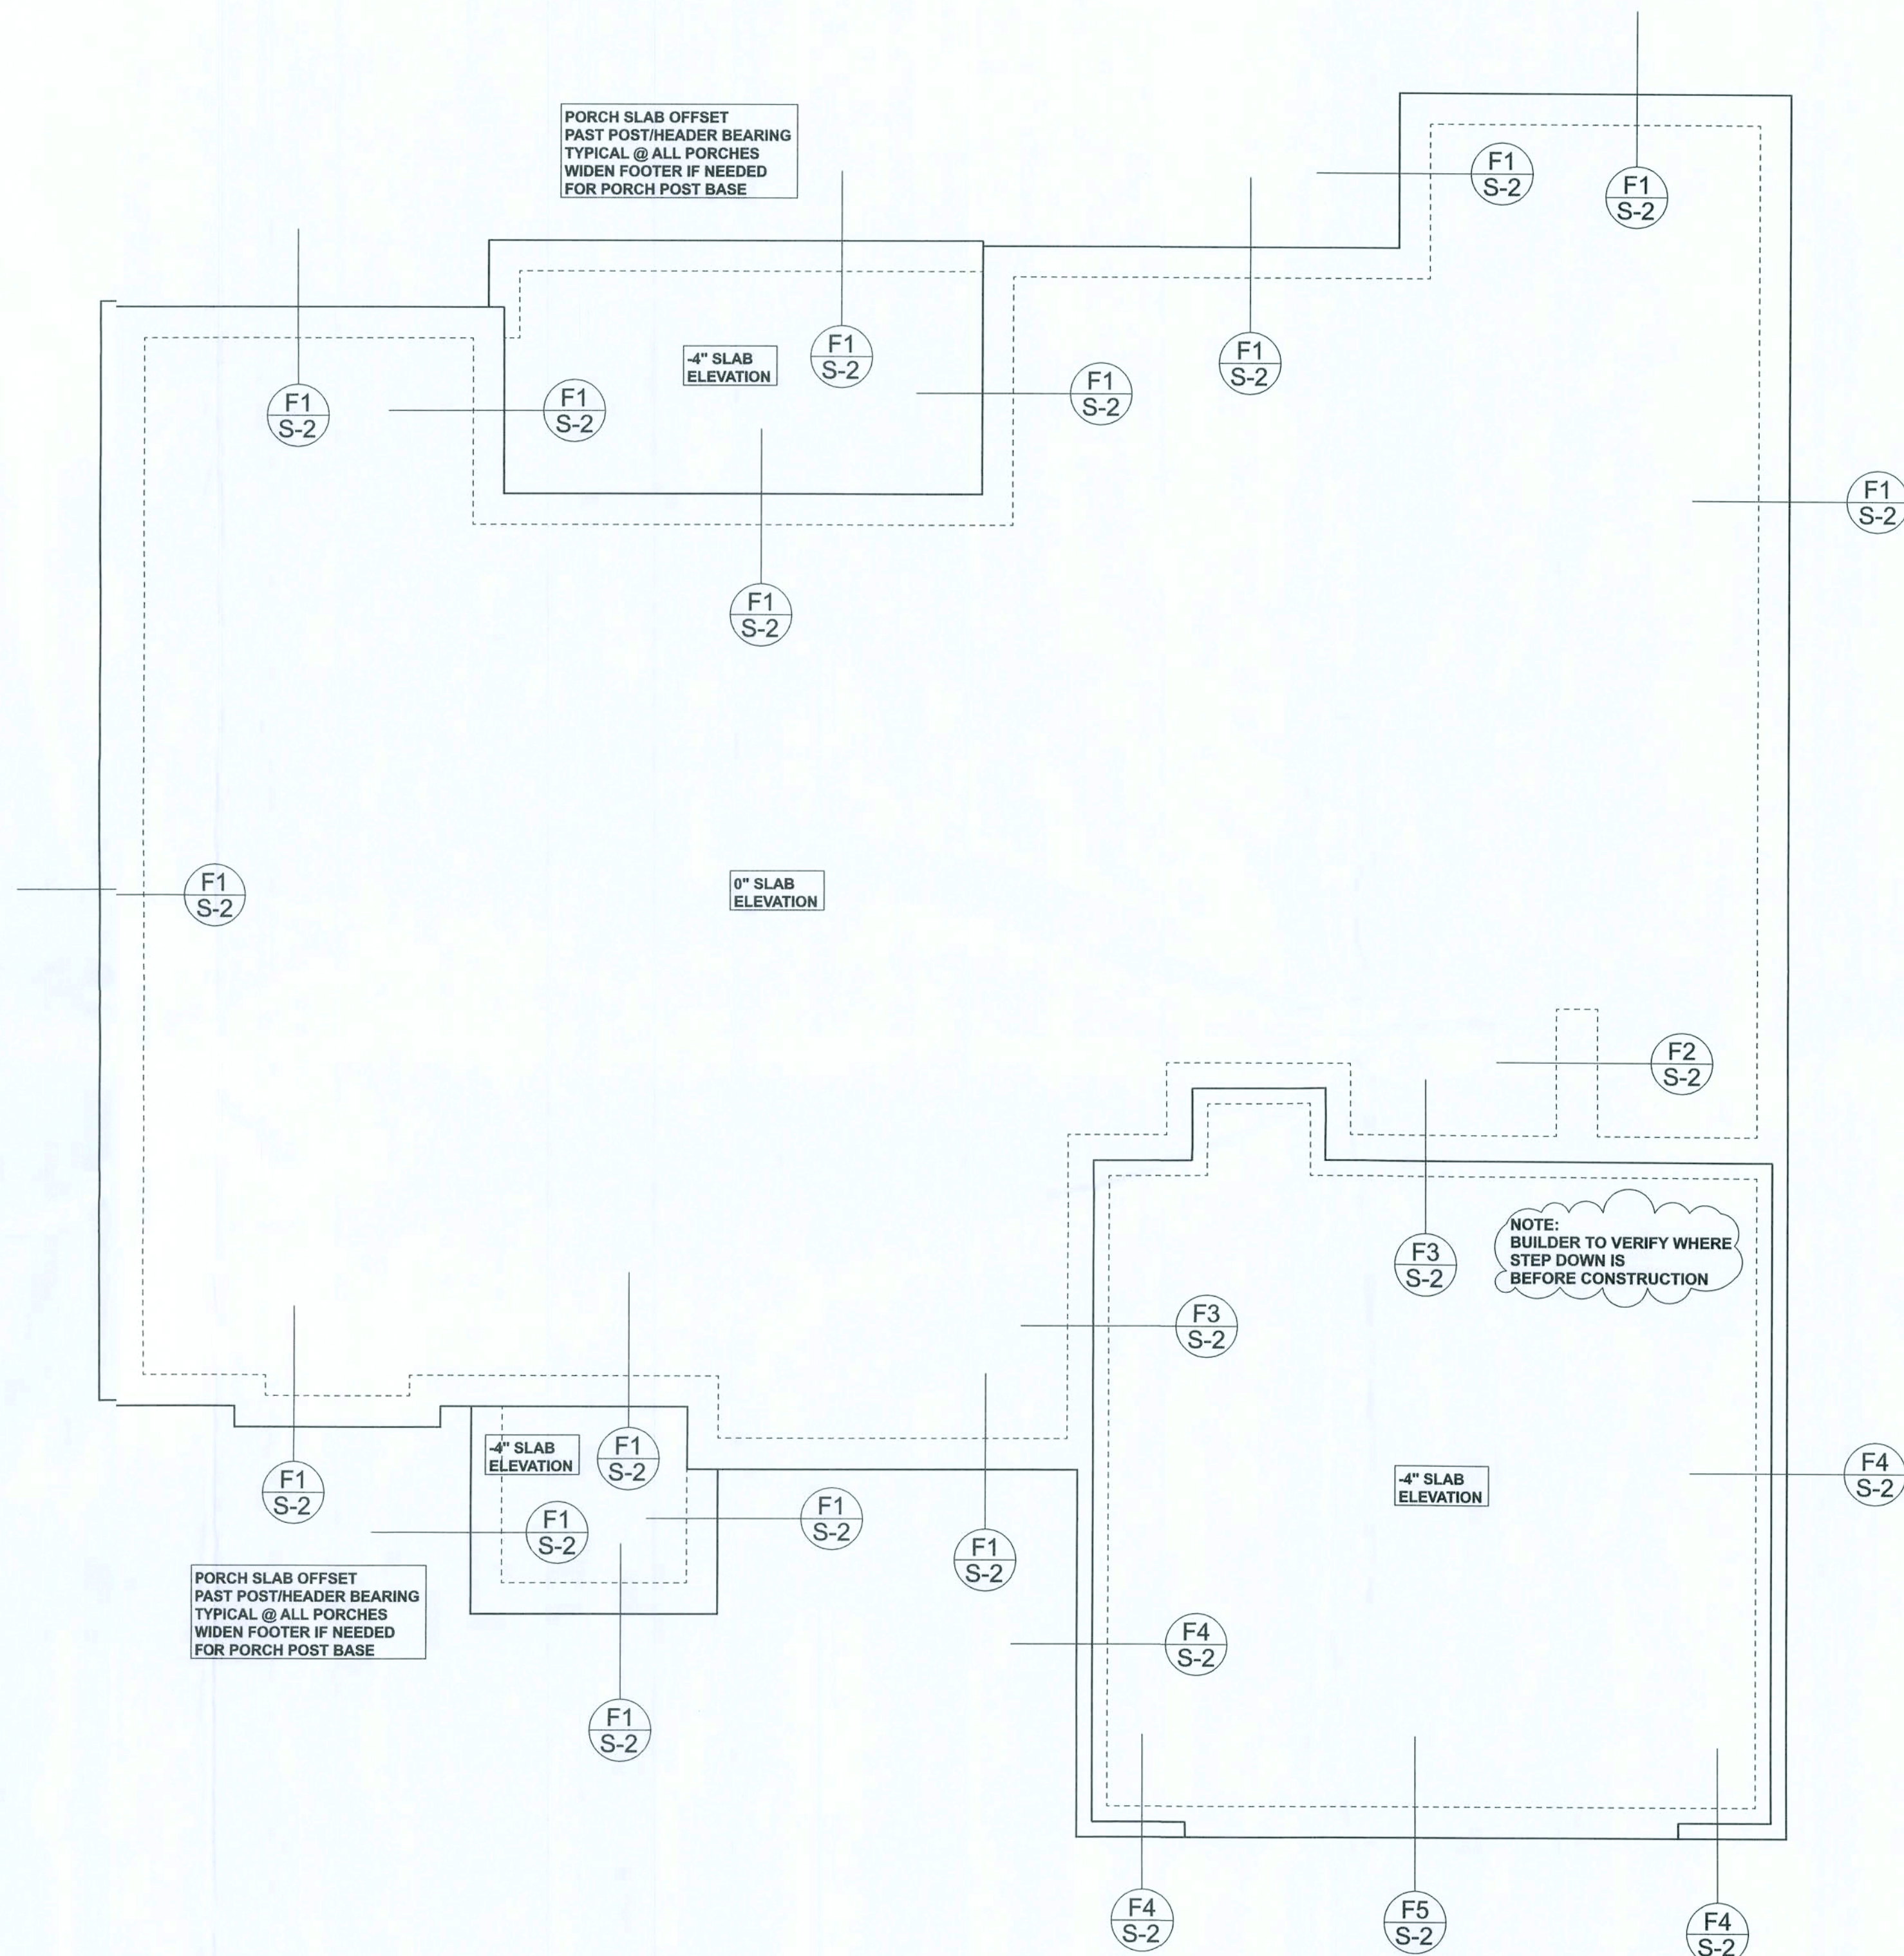 PORCH SLAB OFFSET
PAST POST/HEADER BEARING
TYPICAL @ ALL PORCHES
WIDEN FOOTER IF NEEDED
FOR PORCH POST BASE
F1
S-2
F1
S-2
F1
S-2
-4" SLAB
ELEVATION
F1
S-2
F1
S-2
F1
S-2
F1
S-2
F1
S-2
F1
S-2
F1
S-2
0" SLAB
ELEVATION
F1
S-2
F2
S-2
NOTE:
BUILDER TO VERIFY WHERE
STEP DOWN IS
BEFORE CONSTRUCTION
F3
S-2
F3
S-2
-4" SLAB
ELEVATION
F1
S-2
F1
S-2
-4" SLAB
ELEVATION
F4
S-2
F1
S-2
F1
S-2
F1
S-2
PORCH SLAB OFFSET
PAST POST/HEADER BEARING
TYPICAL @ ALL PORCHES
WIDEN FOOTER IF NEEDED
FOR PORCH POST BASE
F4
S-2
F1
S-2
F4
S-2
F5
S-2
F4
S-2